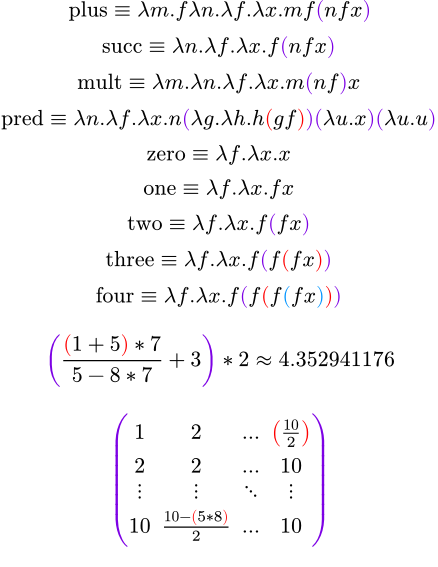 plus ≡ λm.fλn.λf.λx.mf(nfx)
succ ≡ λn.λf.λx.f(nfx)
mult ≡ λm.λn.λf.λx.m(nf)x
pred ≡ λn.λf.λx.n(λg.λh.h(gf))(λu.x)(λu.u)
zero ≡ λf.λx.x
one ≡ λf.λx.fx
two ≡ λf.λx.f(fx)
three ≡ λf.λx.f(f(fx))
four ≡ λf.λx.f(f(f(fx)))
(((1 + 5) * 7)/(5 − 8 * 7) + 3) * 2 ≈ 4.352941176
1 2 ... (10/2)
2 2 ... 10
⋮ ⋮ ⋱ ⋮
10 (10−(5*8))/2 ... 10